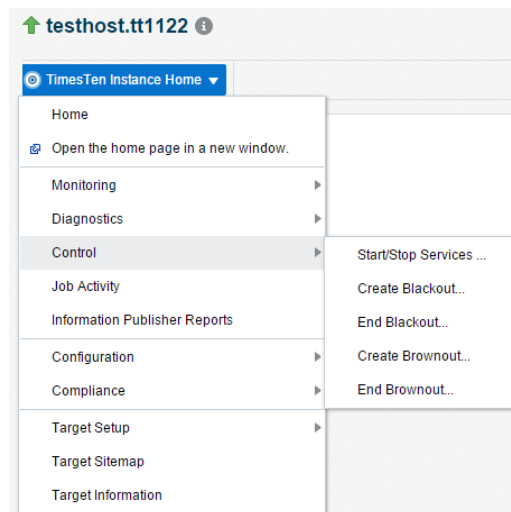 testhost.tt1122
TimesTen Instance Home
Home
Open the home page in a new window.
Monitoring
Diagnostics
Control
Start/Stop Services ...
Job Activity
Create Blackout...
Information Publisher Reports
End Blackout...
Configuration
Create Brownout...
Compliance
End Brownout...
Target Setup
Target Sitemap
Target Information